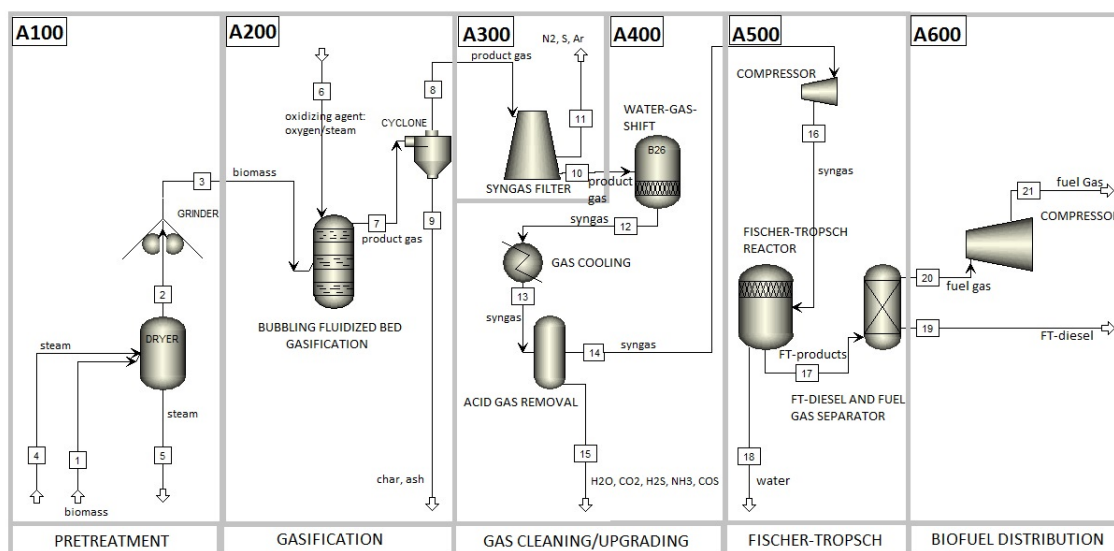 A100
A200
A300
A400
A500
A600
N2, S, Ar
product gas
8
COMPRESSOR
6
oxidizing agent:
oxygen/steam
CYCLONE
11
WATER-GAS-
SHIFT
B26
16
3
biomass
10
SYNGAS FILTER
product
gas
syngas
21
fuel Gas
COMPRESSOR
GRINDER
7
product gas
9
syngas
12
FISCHER-TROPSCH
REACTOR
GAS COOLING
20
fuel gas
2
13
syngas
BUBBLING FLUIDIZED BED
GASIFICATION
DRYER
steam
14
syngas
19
FT-diesel
FT-products
17
ACID GAS REMOVAL
FT-DIESEL AND FUEL
GAS SEPARATOR
steam
4
1
5
15
18
H2O, CO2, H2S, NH3, COS
char, ash
water
biomass
PRETREATMENT
GASIFICATION
GAS CLEANING/UPGRADING
FISCHER-TROPSCH
BIOFUEL DISTRIBUTION